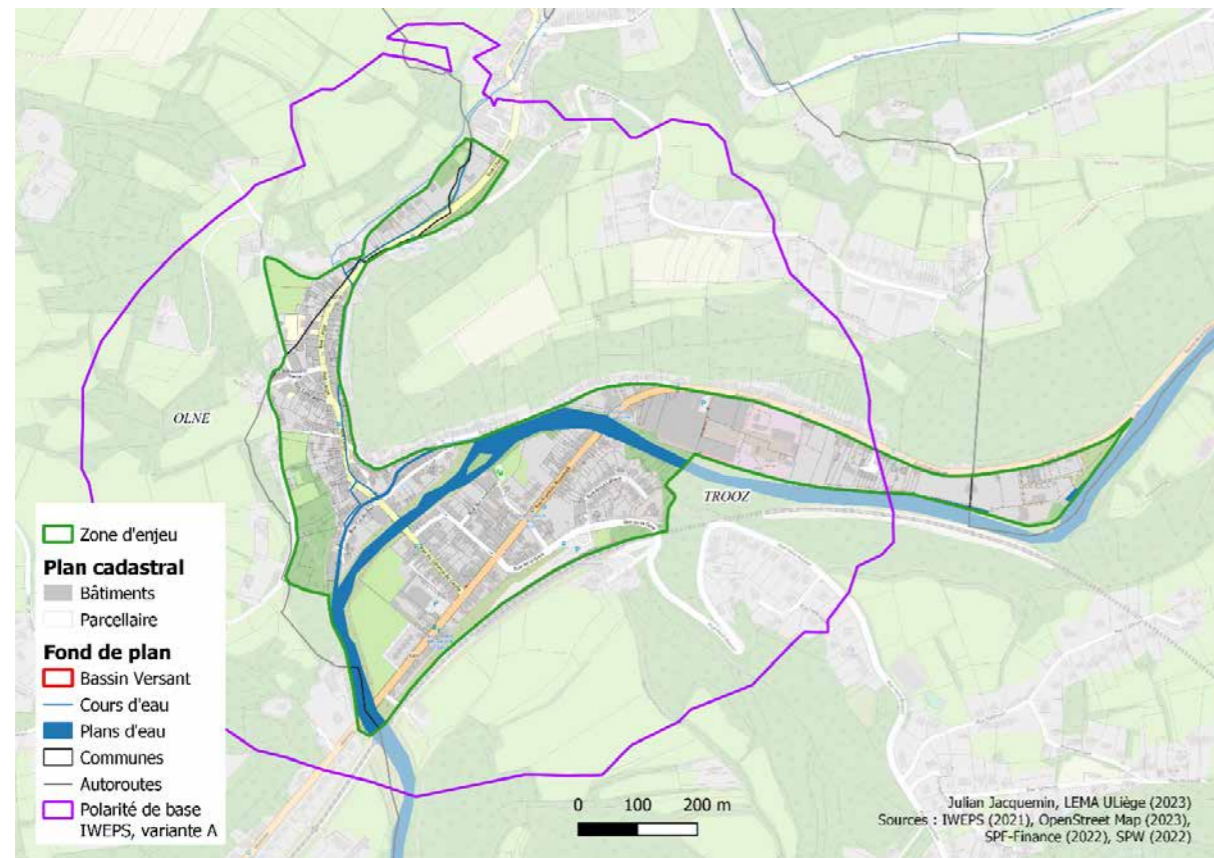 OLNE
TROOZ
Zone d'enjeu
Plan cadastral
Bâtiments
Parcellaire
Fond de plan
Bassin Versant
Cours d'eau
Plans d'eau
Communes
Autoroutes
Polarité de base
IWEPS, variante A
0 100 200 m
Julian Jacquemin, LEMA ULiège (2023)
Sources : IWEPS (2021), OpenStreet Map (2023),
SPF-Finance (2022), SPW (2022)